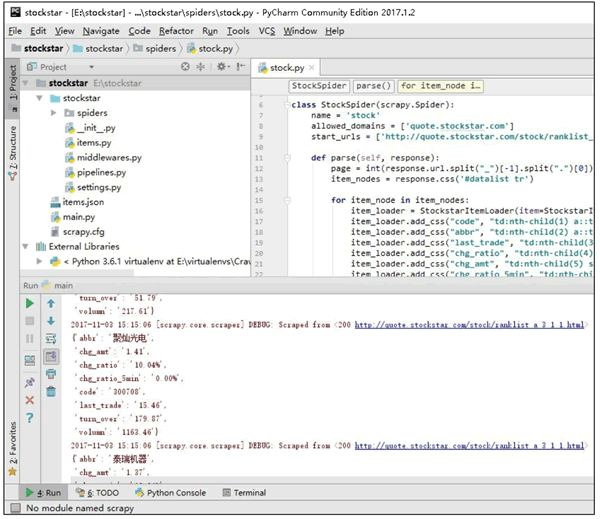 stockstar - [E:\stockstar] - ...\stockstar\spiders\stock.py - PyCharm Community Edition 2017.1.2
File Edit View Navigate Code Refactor Run Tools VCS Window Help
stockstar stockstar spiders stock.py
1: Project
7: Structure
2: Favorites
Project
stockstar E:\stockstar
stockstar
spiders
__init_.py
items.py
middlewares.py
pipelines.py
settings.py
items.json
main.py
scrapy.cfg
External Libraries
< Python 3.6.1 virtualenv at E:\virtualenvs\Crav
stock.py
StockSpider parse() for item_node i...
6 class StockSpider(scrapy.Spider):
7 name = 'stock'
8 allowed_domains = ['quote.stockstar.com']
9 start_urls = ['http://quote.stockstar.com/stock/ranklist_
10
11 def parse(self, response):
12 page = int(response.url.split("_")[-1].split(".")[0])
13 item_nodes = response.css('#datalist tr')
14
15 for item_node in item_nodes:
16 item_loader = StockstarItemLoader(item=StockstarI
17 item_loader.add_css("code", "td:nth-child(1) a::t
18 item_loader.add_css("abbr", "td:nth-child(2) a::t
19 item_loader.add_css("last_trade", "td:nth-child(3
20 item_loader.add_css("chg_ratio", "td:nth-child(4)
21 item_loader.add_css("chg_amt", "td:nth-child(5) s
22 item_loader.add_css("chg_ratio_5min", "td:nth-chi
Run main
'turn_over': '51.79',
'volumn': '217.61'}
2017-11-03 15:15:06 [scrapy.core.scraper] DEBUG: Scraped from <200 http://quote.stockstar.com/stock/ranklist_a_3_1_1.html>
{'abbr': '聚灿光电',
'chg_amt': '1.41',
'chg_ratio': '10.04%',
'chg_ratio_5min': '0.00%',
'code': '300708',
'last_trade': '15.46',
'turn_over': '179.87',
'volumn': '1163.46'}
2017-11-03 15:15:06 [scrapy.core.scraper] DEBUG: Scraped from <200 http://quote.stockstar.com/stock/ranklist_a_3_1_1.html>
{'abbr': '泰瑞机器',
'chg_amt': '1.37',
4: Run 6: TODO Python Console Terminal
No module named scrapy